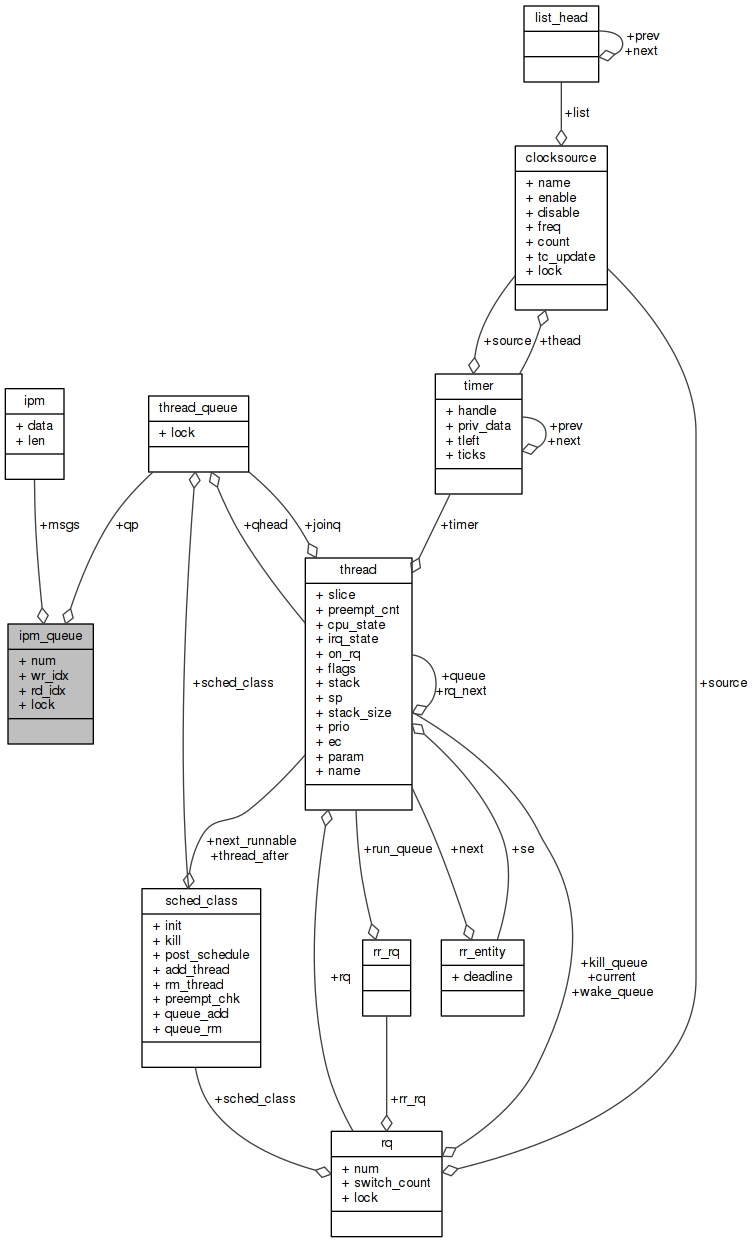 list_head
+prev
+next
+list
clocksource
+ name
+ enable
+ disable
+ freq
+ count
+ tc_update
+ lock
+source
+thead
timer
+ handle
+ priv_data
+ tleft
+ ticks
+prev
+next
ipm
+ data
+ len
thread_queue
+ lock
+msgs
+qp
+qhead
+joinq
+timer
thread
+ slice
+ preempt_cnt
+ cpu_state
+ irq_state
+ on_rq
+ flags
+ stack
+ sp
+ stack_size
+ prio
+ ec
+ param
+ name
ipm_queue
+ num
+ wr_idx
+ rd_idx
+ lock
+queue
+rq_next
+sched_class
+source
+next_runnable
+thread_after
+run_queue
+next
+se
sched_class
+ init
+ kill
+ post_schedule
+ add_thread
+ rm_thread
+ preempt_chk
+ queue_add
+ queue_rm
rr_rq
rr_entity
+ deadline
+rq
+kill_queue
+current
+wake_queue
+sched_class
+rr_rq
rq
+ num
+ switch_count
+ lock